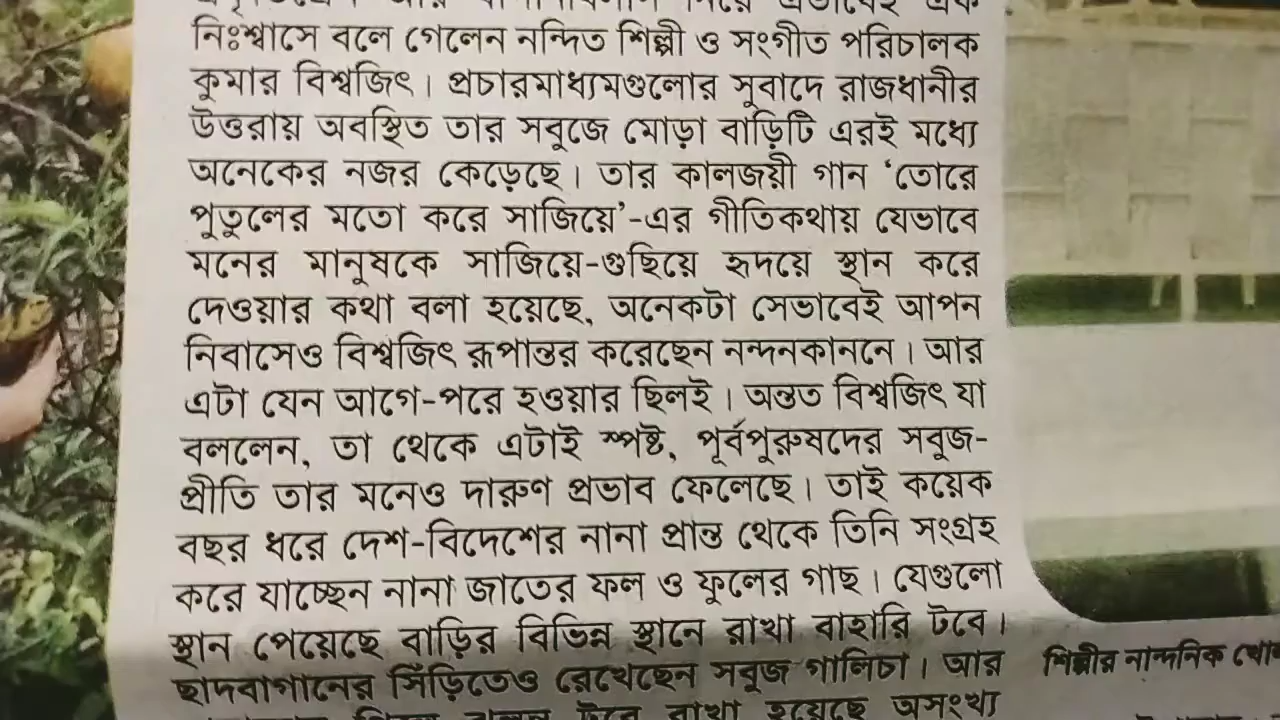 নিঃশ্বাসে বলে গেলেন নন্দিত শিল্পী ও সংগীত পরিচালক
কুমার বিশ্বজিৎ। প্রচারমাধ্যমগুলোর সুবাদে রাজধানীর
উত্তরায় অবস্থিত তার সবুজে মোড়া বাড়িটি এরই মধ্যে
অনেকের নজর কেড়েছে। তার কালজয়ী গান ‘তোরে
পুতুলের মতো করে সাজিয়ে’-এর গীতিকথায় যেভাবে
মনের মানুষকে সাজিয়ে-গুছিয়ে হৃদয়ে স্থান করে
দেওয়ার কথা বলা হয়েছে, অনেকটা সেভাবেই আপন
নিবাসেও বিশ্বজিৎ রূপান্তর করেছেন নন্দনকাননে। আর
এটা যেন আগে-পরে হওয়ার ছিলই। অন্তত বিশ্বজিৎ যা
বললেন, তা থেকে এটাই স্পষ্ট, পূর্বপুরুষদের সবুজ-
প্রীতি তার মনেও দারুণ প্রভাব ফেলেছে। তাই কয়েক
বছর ধরে দেশ-বিদেশের নানা প্রান্ত থেকে তিনি সংগ্রহ
করে যাচ্ছেন নানা জাতের ফল ও ফুলের গাছ। যেগুলো
স্থান পেয়েছে বাড়ির বিভিন্ন স্থানে রাখা বাহারি টবে।
ছাদবাগানের সিঁড়িতেও রেখেছেন সবুজ গালিচা। আর
টবে রাখা হয়েছে অসংখ্য
শিল্পীর নান্দনিক